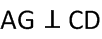 AG ⊥ CD